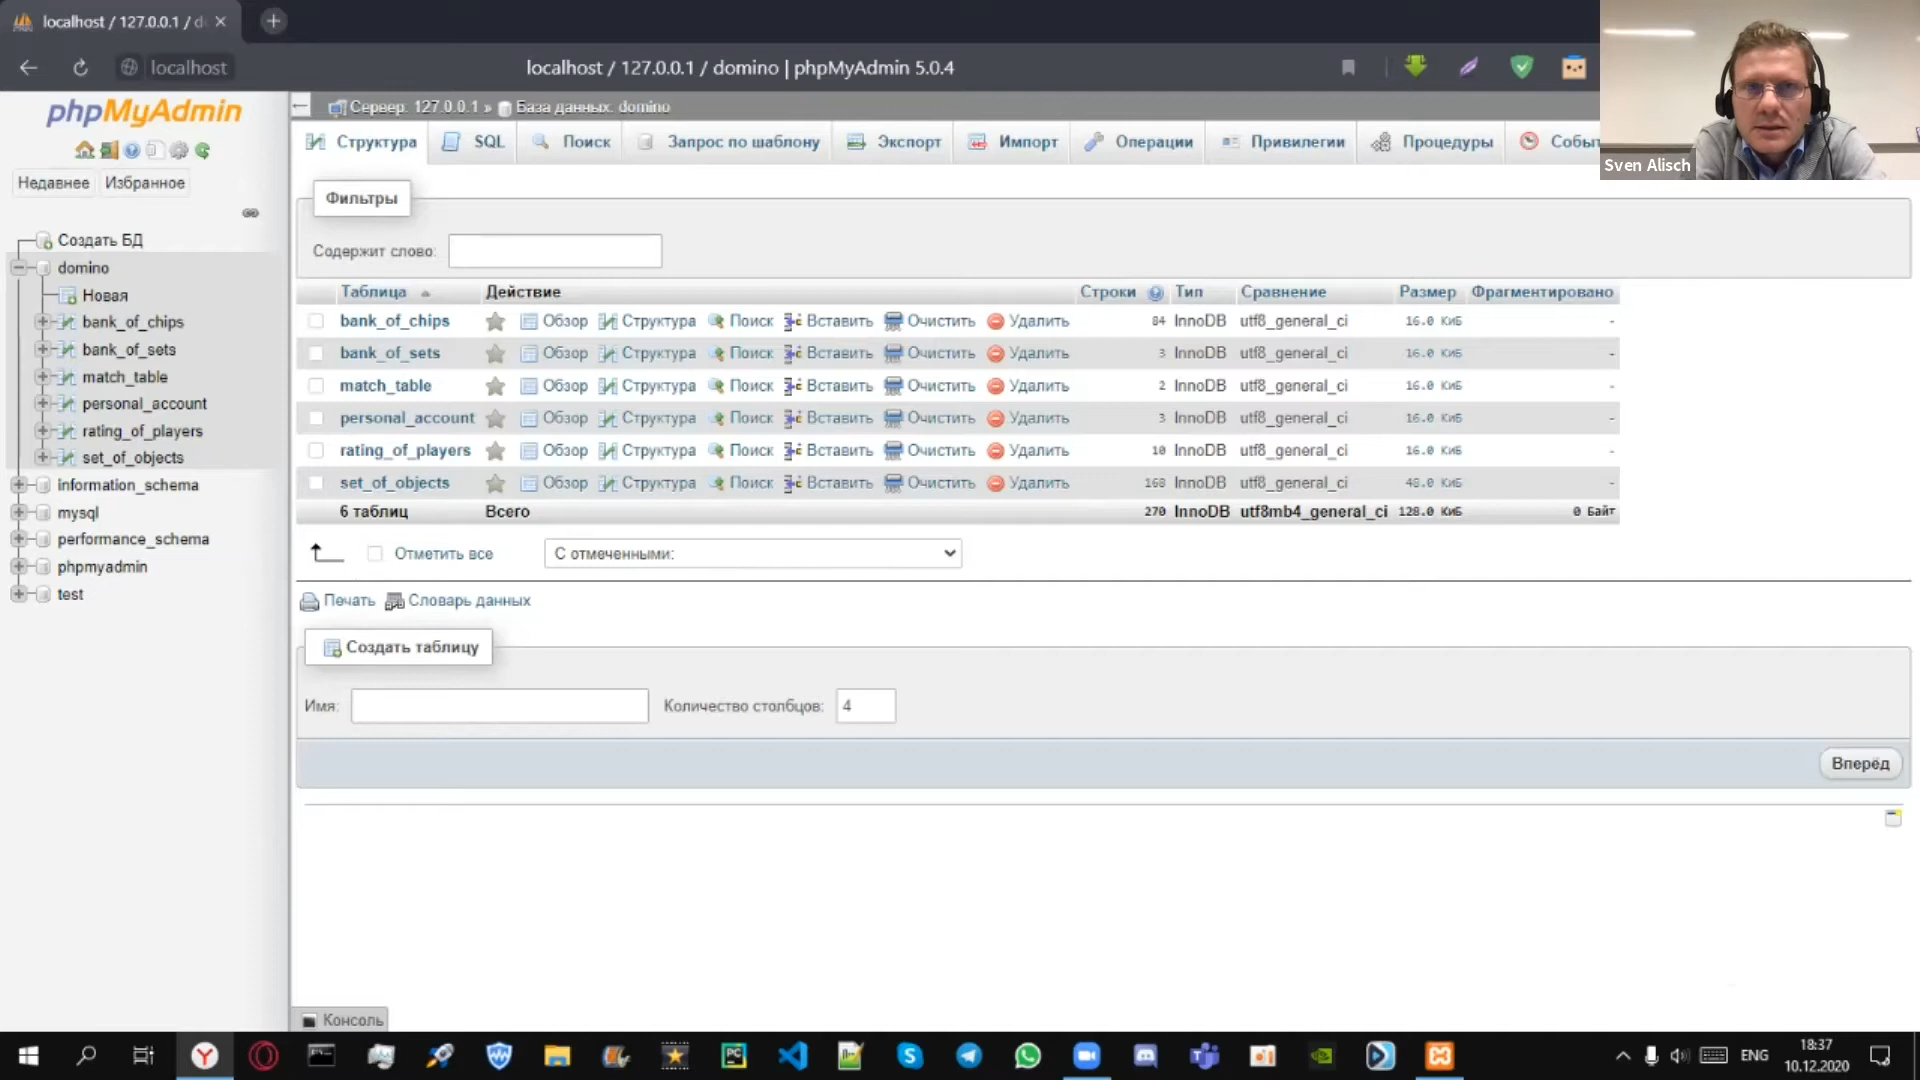 localhost / 127.0.0.1 / d
localhost
localhost / 127.0.0.1 / domino | phpMyAdmin 5.0.4
Sven Alisch
phpMyAdmin
Недавнее Избранное
Создать БД
domino
Новая
bank_of_chips
bank_of_sets
match_table
personal_account
rating_of_players
set_of_objects
information_schema
mysql
performance_schema
phpmyadmin
test
Сервер: 127.0.0.1 » База данных: domino
Структура SQL Поиск Запрос по шаблону Экспорт Импорт Операции Привилегии Процедуры Событ
Фильтры
Содержит слово:
Таблица Действие Строки Тип Сравнение Размер Фрагментировано
bank_of_chips Обзор Структура Поиск Вставить Очистить Удалить 84 InnoDB utf8_general_ci 16.0 КиБ -
bank_of_sets Обзор Структура Поиск Вставить Очистить Удалить 3 InnoDB utf8_general_ci 16.0 КиБ -
match_table Обзор Структура Поиск Вставить Очистить Удалить 2 InnoDB utf8_general_ci 16.0 КиБ -
personal_account Обзор Структура Поиск Вставить Очистить Удалить 3 InnoDB utf8_general_ci 16.0 КиБ -
rating_of_players Обзор Структура Поиск Вставить Очистить Удалить 10 InnoDB utf8_general_ci 16.0 КиБ -
set_of_objects Обзор Структура Поиск Вставить Очистить Удалить 168 InnoDB utf8_general_ci 48.0 КиБ -
6 таблиц Всего 270 InnoDB utf8mb4_general_ci 128.0 КиБ 0 Байт
Отметить все С отмеченными:
Печать Словарь данных
Создать таблицу
Имя: Количество столбцов: 4
Вперёд
Консоль
ENG
18:37
10.12.2020